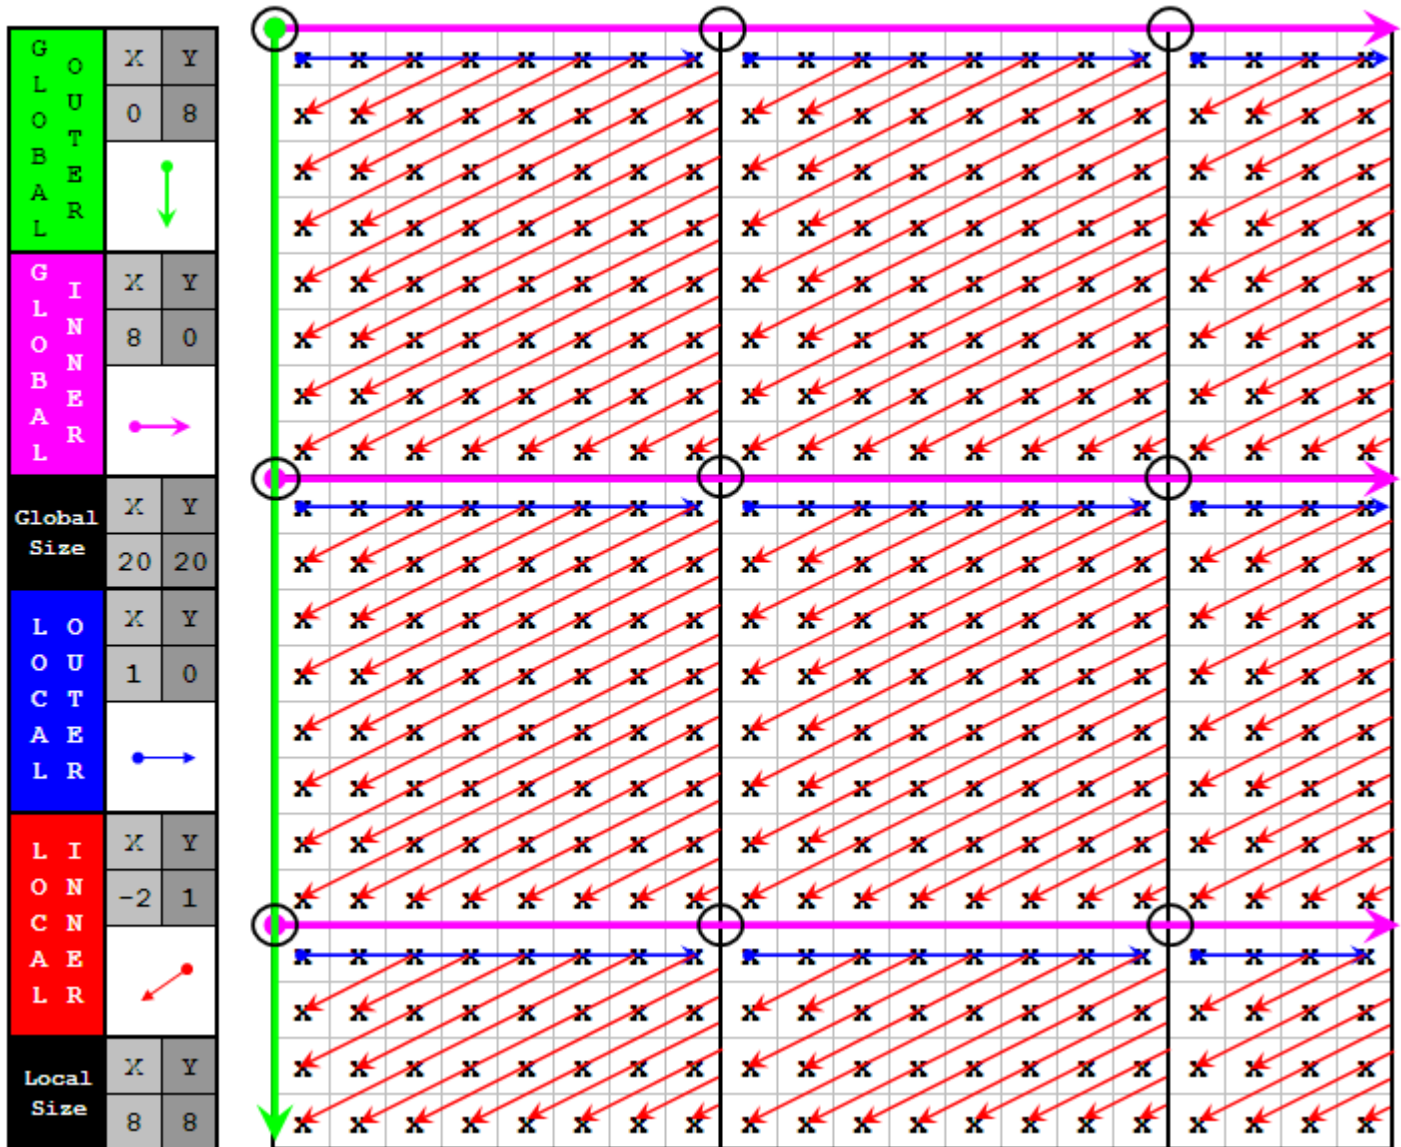 GLOBAL
OUTER
X Y
0 8
GLOBAL
INNER
X Y
8 0
Global
Size
X Y
20 20
LOCAL
OUTER
X Y
1 0
LOCAL
INNER
X Y
-2 1
Local
Size
X Y
8 8